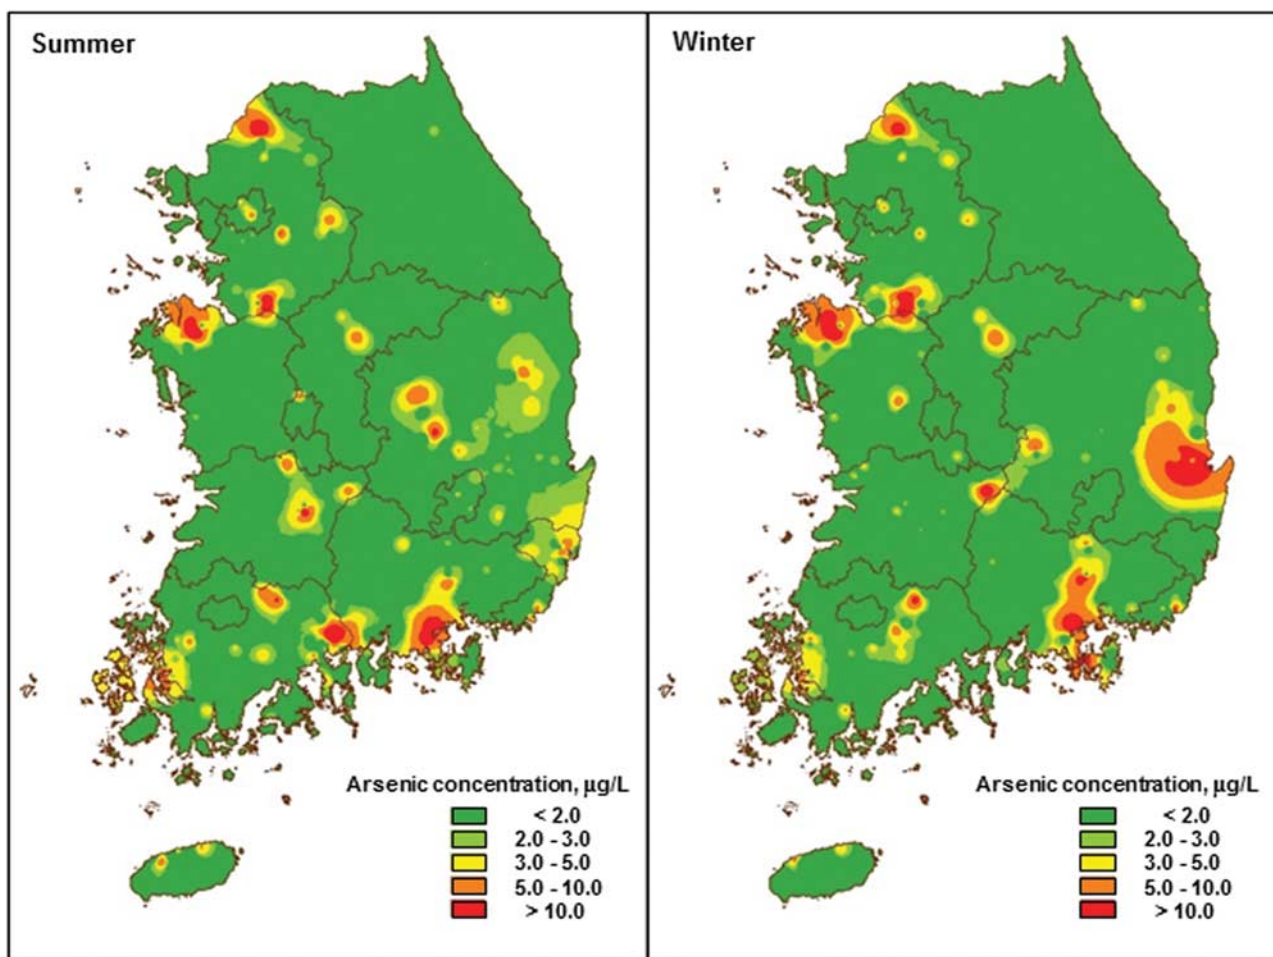 Summer
Arsenic concentration, µg/L
< 2.0
2.0 - 3.0
3.0 - 5.0
5.0 - 10.0
> 10.0
Winter
Arsenic concentration, µg/L
< 2.0
2.0 - 3.0
3.0 - 5.0
5.0 - 10.0
> 10.0